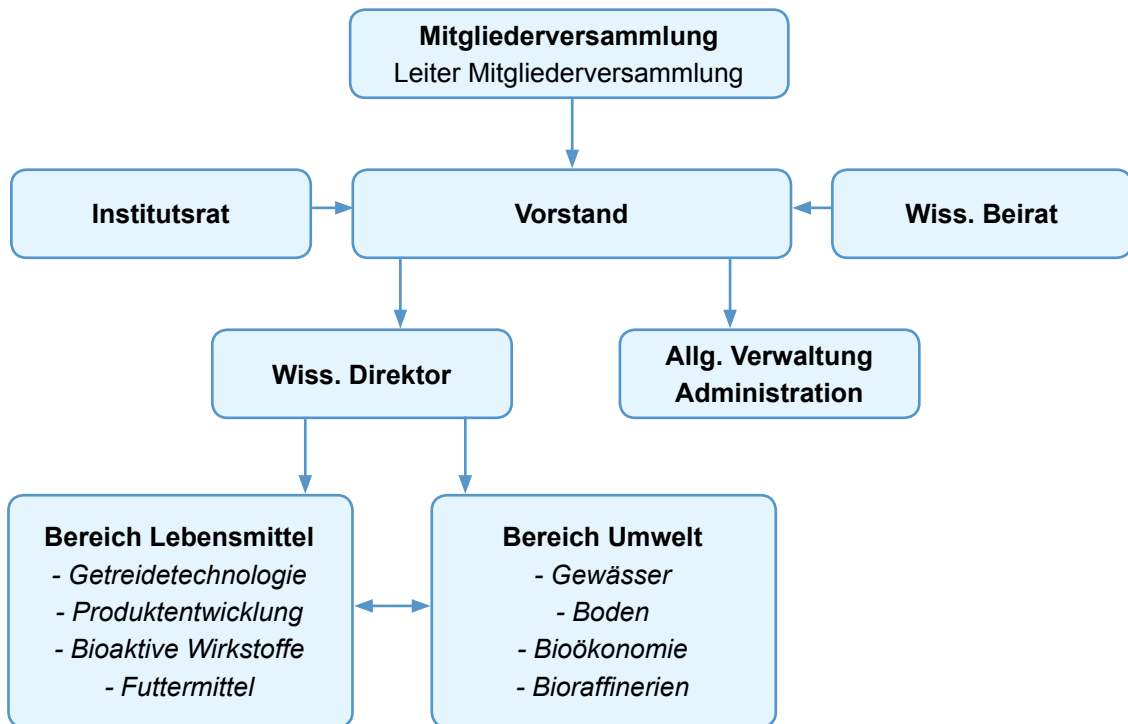 Mitgliederversammlung
Leiter Mitgliederversammlung
Institutsrat
Vorstand
Wiss. Beirat
Wiss. Direktor
Allg. Verwaltung
Administration
Bereich Lebensmittel
- Getreidetechnologie
- Produktentwicklung
- Bioaktive Wirkstoffe
- Futtermittel
Bereich Umwelt
- Gewässer
- Boden
- Bioökonomie
- Bioraffinerien